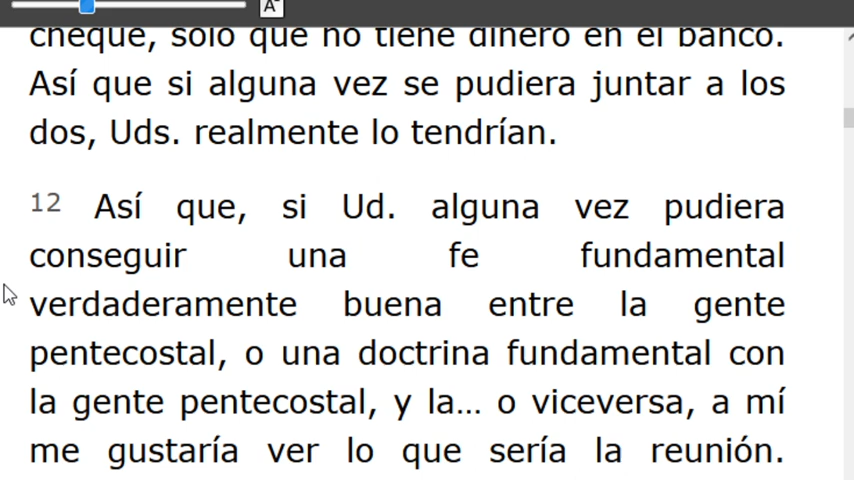 A
cheque, sólo que no tiene dinero en el banco.
Así que si alguna vez se pudiera juntar a los
dos, Uds. realmente lo tendrían.
12 Así que, si Ud. alguna vez pudiera
conseguir una fe fundamental
verdaderamente buena entre la gente
pentecostal, o una doctrina fundamental con
la gente pentecostal, y la… o viceversa, a mí
me gustaría ver lo que sería la reunión.